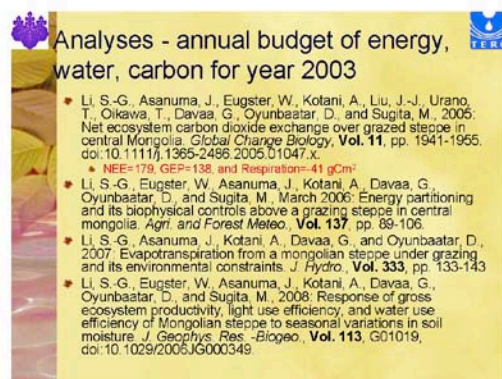 Analyses - annual budget of energy,
water, carbon for year 2003
TERC
Li, S.-G., Asanuma, J., Eugster, W., Kotani, A., Liu, J.-J., Urano,
T., Oikawa, T., Davaa, G., Oyunbaatar, D., and Sugita, M., 2005:
Net ecosystem carbon dioxide exchange over grazed steppe in
central Mongolia. Global Change Biology, Vol. 11, pp. 1941-1955.
doi:10.1111/j.1365-2486.2005.01047.x.
NEE=179, GEP=138, and Respiration=-41 gCm²
Li, S.-G., Eugster, W., Asanuma, J., Kotani, A., Davaa, G.,
Oyunbaatar, D., and Sugita, M., March 2006: Energy partitioning
and its biophysical controls above a grazing steppe in central
mongolia. Agri. and Forest Meteo., Vol. 137, pp. 89-106.
Li, S.-G., Asanuma, J., Kotani, A., Davaa, G., and Oyunbaatar, D.,
2007: Evapotranspiration from a mongolian steppe under grazing
and its environmental constraints. J. Hydro., Vol. 333, pp. 133-143
Li, S.-G., Eugster, W., Asanuma, J., Kotani, A., Davaa, G.,
Oyunbaatar, D., and Sugita, M., 2008: Response of gross
ecosystem productivity, light use efficiency, and water use
efficiency of Mongolian steppe to seasonal variations in soil
moisture. J. Geophys. Res. -Biogeo., Vol. 113, G01019,
doi:10.1029/2006JG000349.